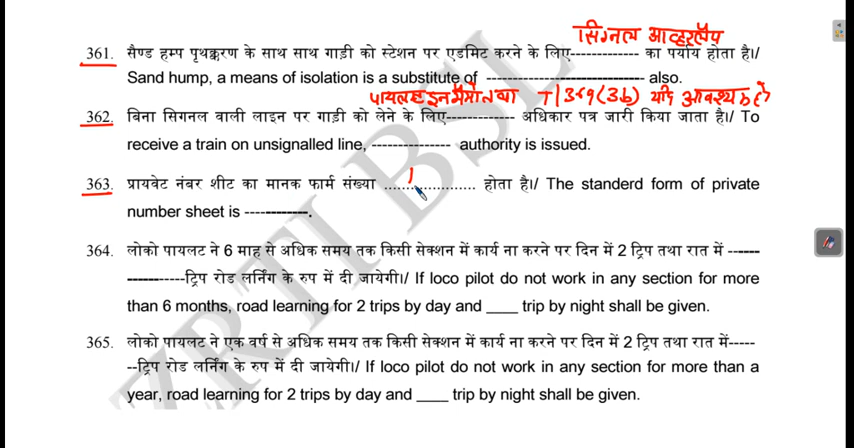 सिगनल ओव्हरलैप
361. सैण्ड हम्प पृथक्करण के साथ साथ गाड़ी को स्टेशन पर एडमिट करने के लिए------------- का पर्याय होता है।/
Sand hump, a means of isolation is a substitute of ------------------------------ also.
पायलट इन मेमो तथा T/369(3b) यदि आवश्यक हो
362. बिना सिगनल वाली लाइन पर गाड़ी को लेने के लिए------------- अधिकार पत्र जारी किया जाता है।/ To
receive a train on unsignalled line, --------------- authority is issued.
363. प्रायवेट नंबर शीट का मानक फार्म संख्या ........................ होता है।/ The standerd form of private
number sheet is ------------.
364. लोको पायलट ने 6 माह से अधिक समय तक किसी सेक्शन में कार्य ना करने पर दिन में 2 ट्रिप तथा रात में ------
-----------ट्रिप रोड लर्निंग के रुप में दी जायेगी।/ If loco pilot do not work in any section for more
than 6 months, road learning for 2 trips by day and ____ trip by night shall be given.
365. लोको पायलट ने एक वर्ष से अधिक समय तक किसी सेक्शन में कार्य ना करने पर दिन में 2 ट्रिप तथा रात में-----
--ट्रिप रोड लर्निंग के रुप में दी जायेगी।/ If loco pilot do not work in any section for more than a
year, road learning for 2 trips by day and ____ trip by night shall be given.
ZRTI BSL